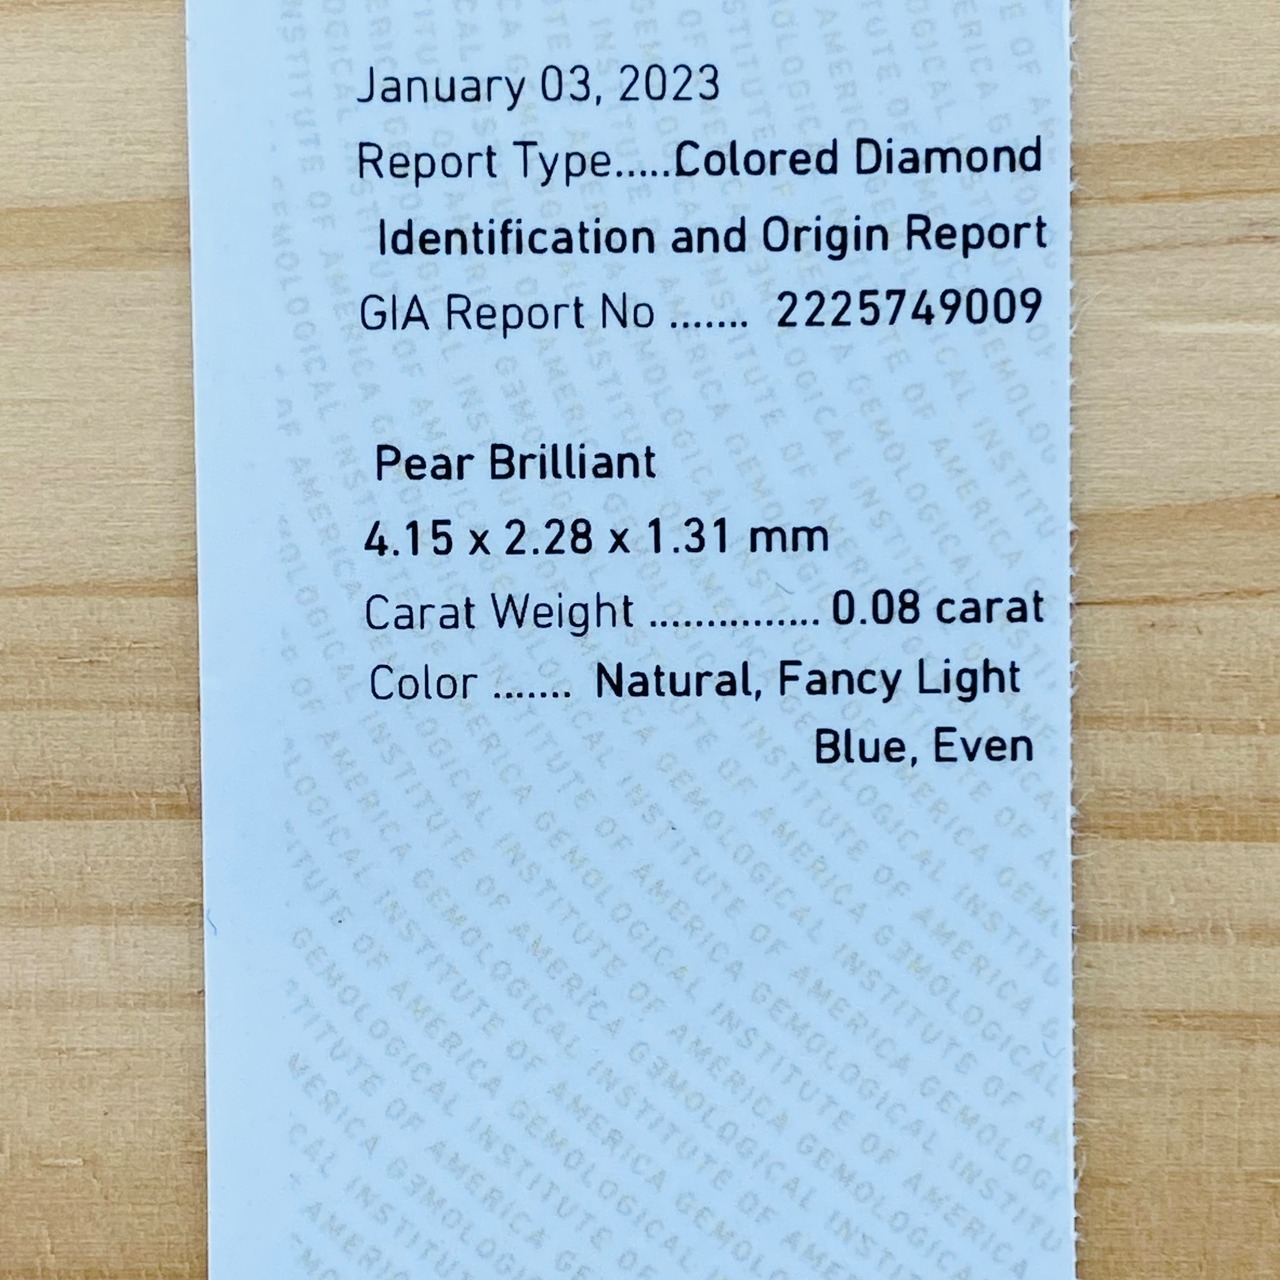 January 03, 2023
Report Type.....Colored Diamond
Identification and Origin Report
GIA Report No ....... 2225749009
Pear Brilliant
4.15 x 2.28 x 1.31 mm
Carat Weight ............... 0.08 carat
Color ....... Natural, Fancy Light
Blue, Even